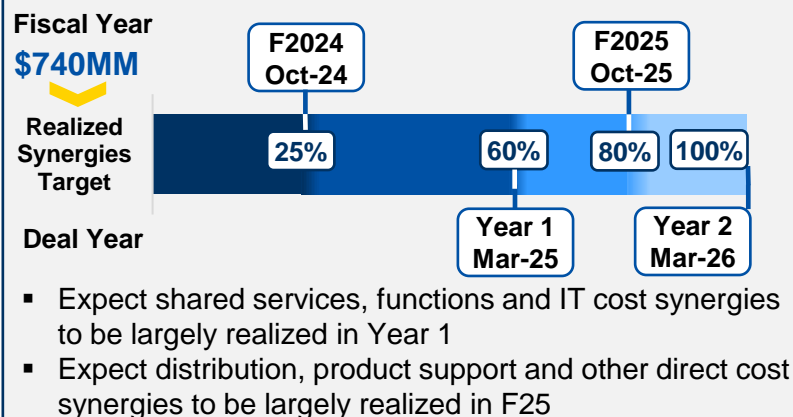 Fiscal Year
$740MM
F2024
Oct-24
F2025
Oct-25
Realized
Synergies
Target
25%
60%
80%
100%
Deal Year
Year 1
Mar-25
Year 2
Mar-26
▪ Expect shared services, functions and IT cost synergies
to be largely realized in Year 1
▪ Expect distribution, product support and other direct cost
synergies to be largely realized in F25